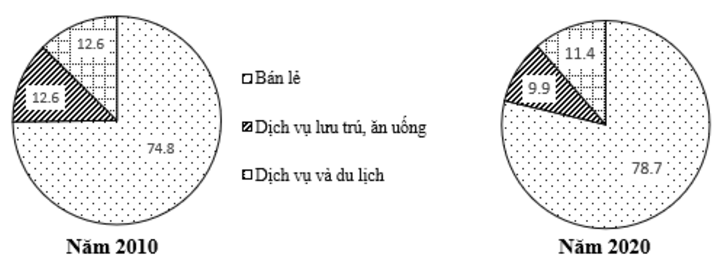 12.6
12.6
74.8
Năm 2010
Bán lẻ
Dịch vụ lưu trú, ăn uống
Dịch vụ và du lịch
11.4
9.9
78.7
Năm 2020